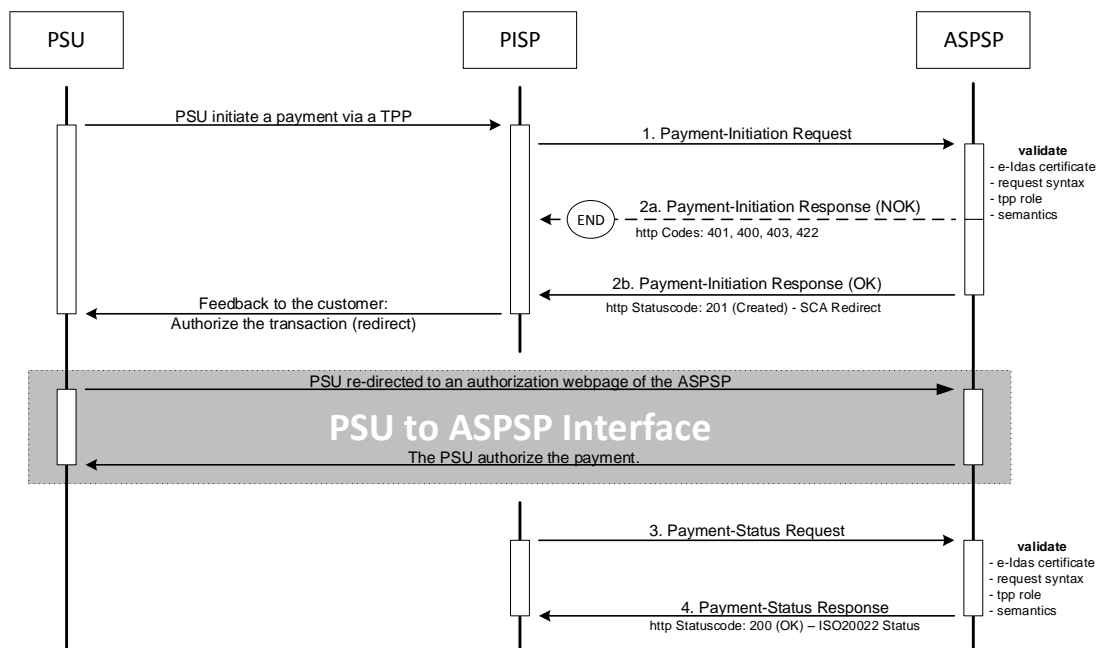 PSU
PISP
ASPSP
PSU initiate a payment via a TPP
1. Payment-Initiation Request
validate
- e-Idas certificate
- request syntax
- tpp role
- semantics
2a. Payment-Initiation Response (NOK)
END
http Codes: 401, 400, 403, 422
2b. Payment-Initiation Response (OK)
http Statuscode: 201 (Created) - SCA Redirect
Feedback to the customer:
Authorize the transaction (redirect)
PSU re-directed to an authorization webpage of the ASPSP
PSU to ASPSP Interface
The PSU authorize the payment.
3. Payment-Status Request
validate
- e-Idas certificate
- request syntax
- tpp role
- semantics
4. Payment-Status Response
http Statuscode: 200 (OK) – ISO20022 Status